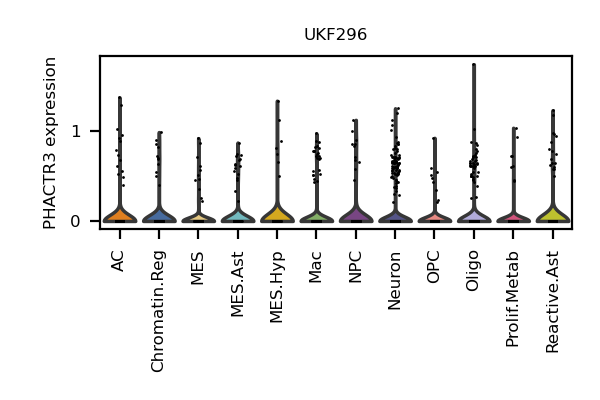 UKF296
PHACTR3 expression
1
0
AC
Chromatin.Reg
MES
MES.Ast
MES.Hyp
Mac
NPC
Neuron
OPC
Oligo
Prolif.Metab
Reactive.Ast